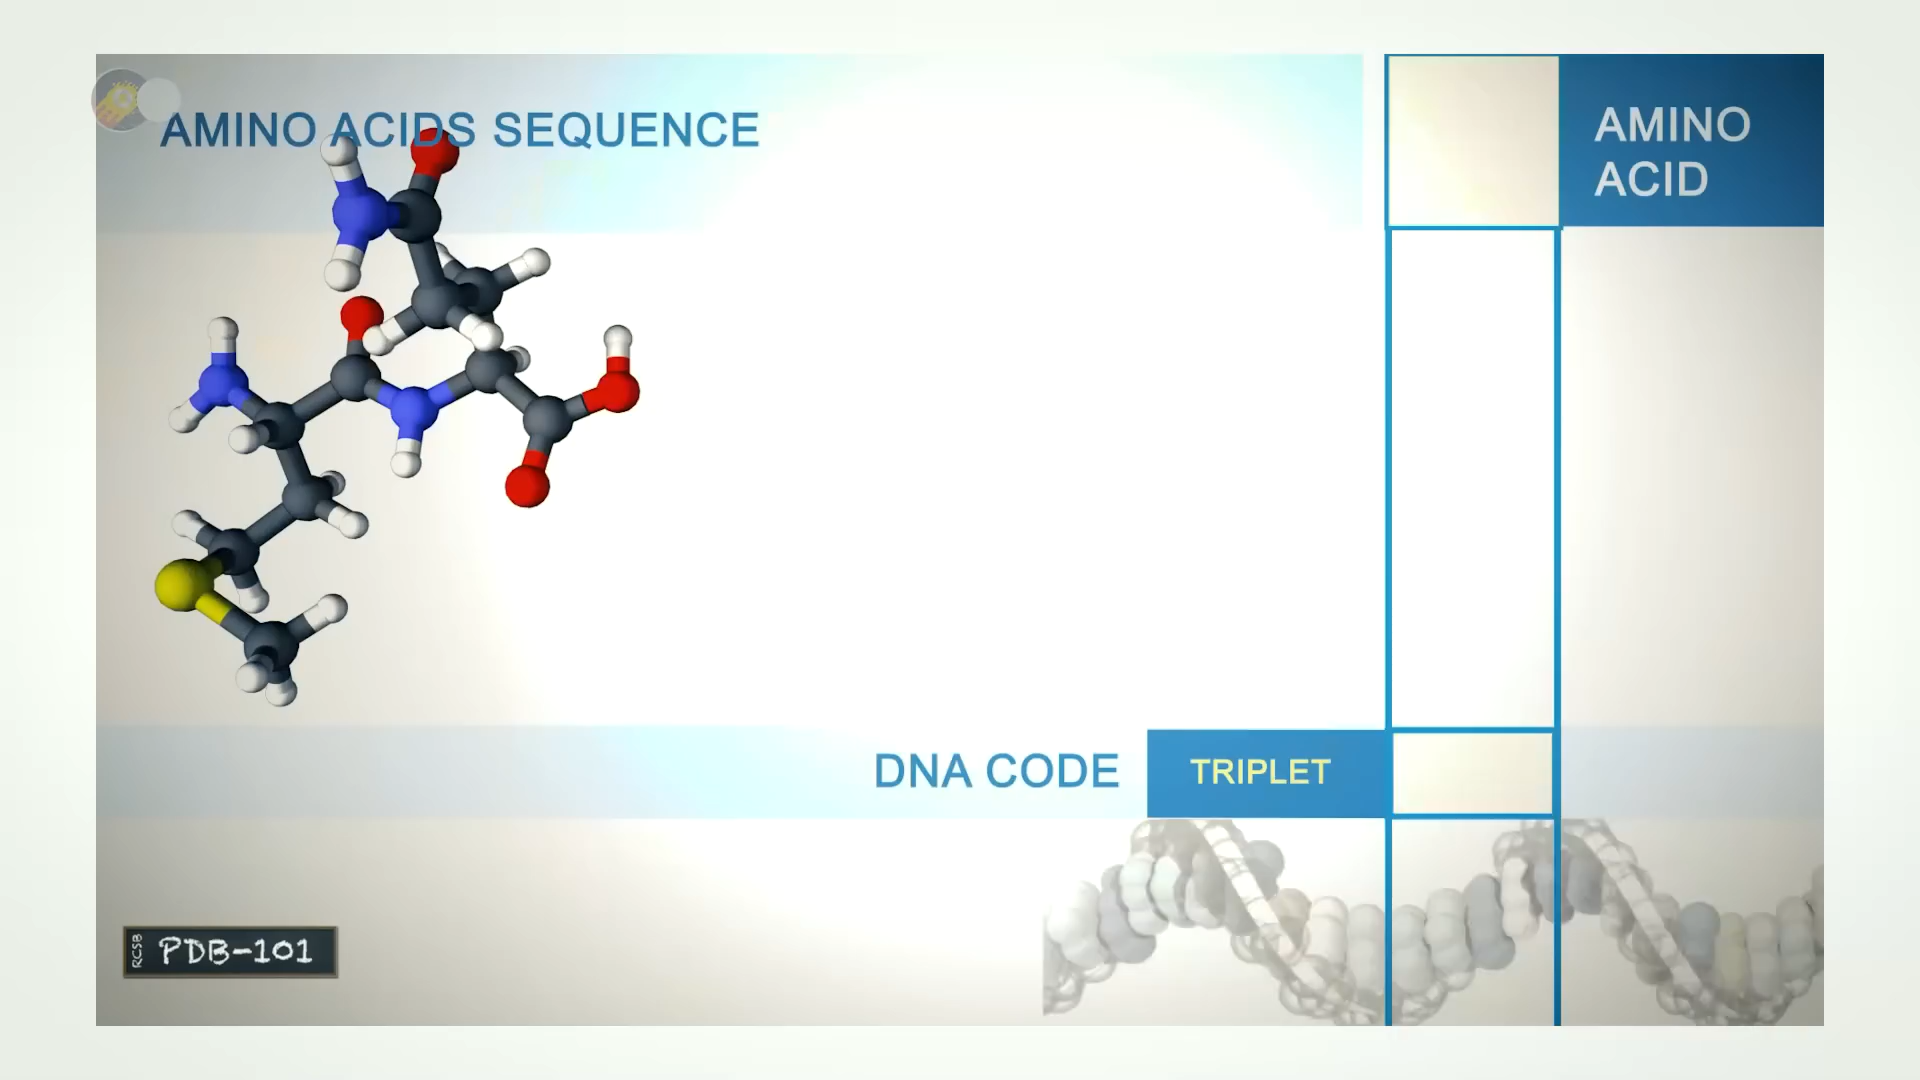 AMINO ACIDS SEQUENCE
AMINO
ACID
DNA CODE
TRIPLET
RCSB
PDB-101